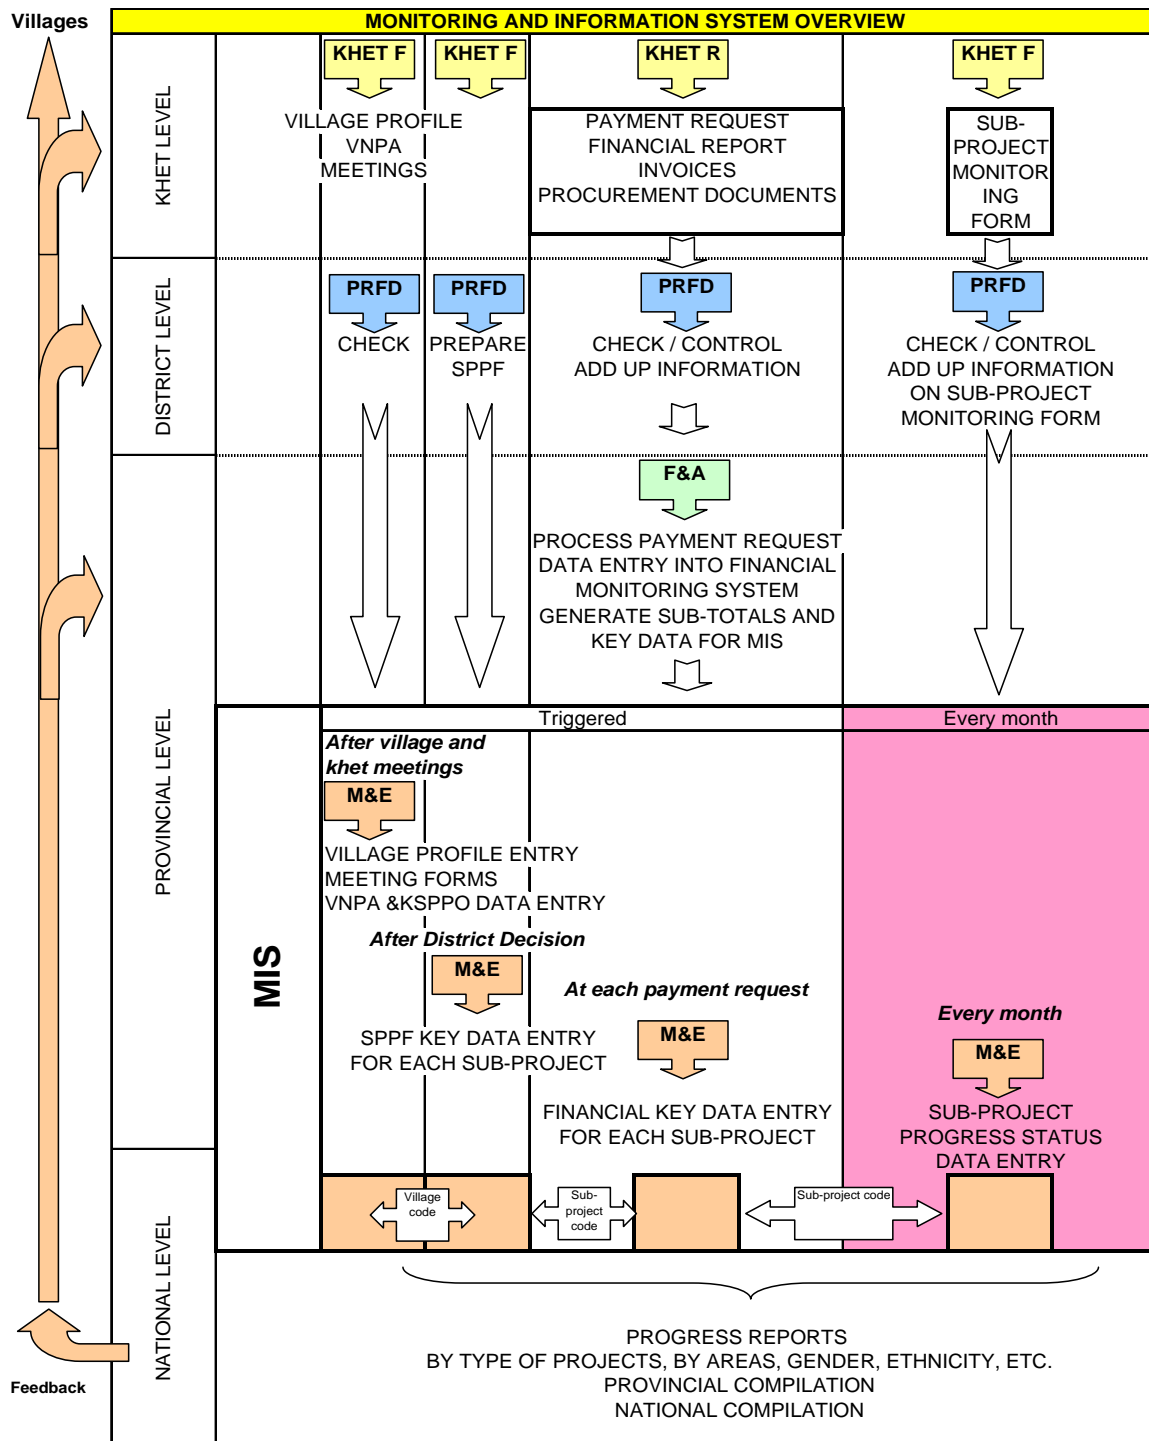 Villages
MONITORING AND INFORMATION SYSTEM OVERVIEW
KHET LEVEL
KHET F
KHET F
KHET R
KHET F
VILLAGE PROFILE
VNPA
MEETINGS
PAYMENT REQUEST
FINANCIAL REPORT
INVOICES
PROCUREMENT DOCUMENTS
SUB-
PROJECT
MONITOR
ING
FORM
DISTRICT LEVEL
PRFD
PRFD
PRFD
PRFD
CHECK
PREPARE
SPPF
CHECK / CONTROL
ADD UP INFORMATION
CHECK / CONTROL
ADD UP INFORMATION
ON SUB-PROJECT
MONITORING FORM
PROVINCIAL LEVEL
F&A
PROCESS PAYMENT REQUEST
DATA ENTRY INTO FINANCIAL
MONITORING SYSTEM
GENERATE SUB-TOTALS AND
KEY DATA FOR MIS
MIS
Triggered
Every month
After village and
khet meetings
M&E
VILLAGE PROFILE ENTRY
MEETING FORMS
VNPA &KSPPO DATA ENTRY
After District Decision
M&E
SPPF KEY DATA ENTRY
FOR EACH SUB-PROJECT
At each payment request
M&E
FINANCIAL KEY DATA ENTRY
FOR EACH SUB-PROJECT
Every month
M&E
SUB-PROJECT
PROGRESS STATUS
DATA ENTRY
Village
code
Sub-
project
code
Sub-project code
NATIONAL LEVEL
PROGRESS REPORTS
BY TYPE OF PROJECTS, BY AREAS, GENDER, ETHNICITY, ETC.
PROVINCIAL COMPILATION
NATIONAL COMPILATION
Feedback